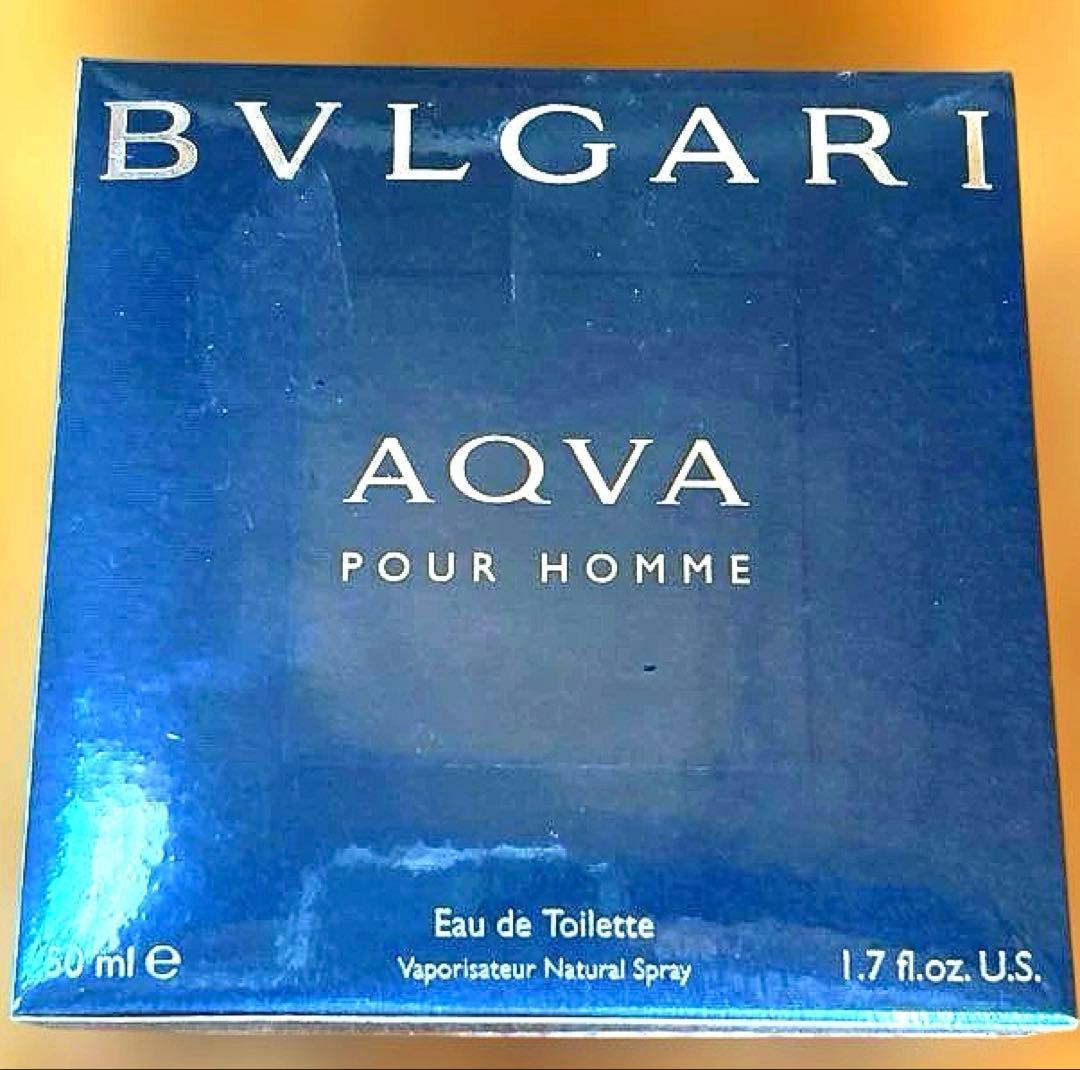 BVLGARI
AQVA
POUR HOMME
Eau de Toilette
50 ml e
Vaporisateur Natural Spray
1.7 fl.oz. U.S.